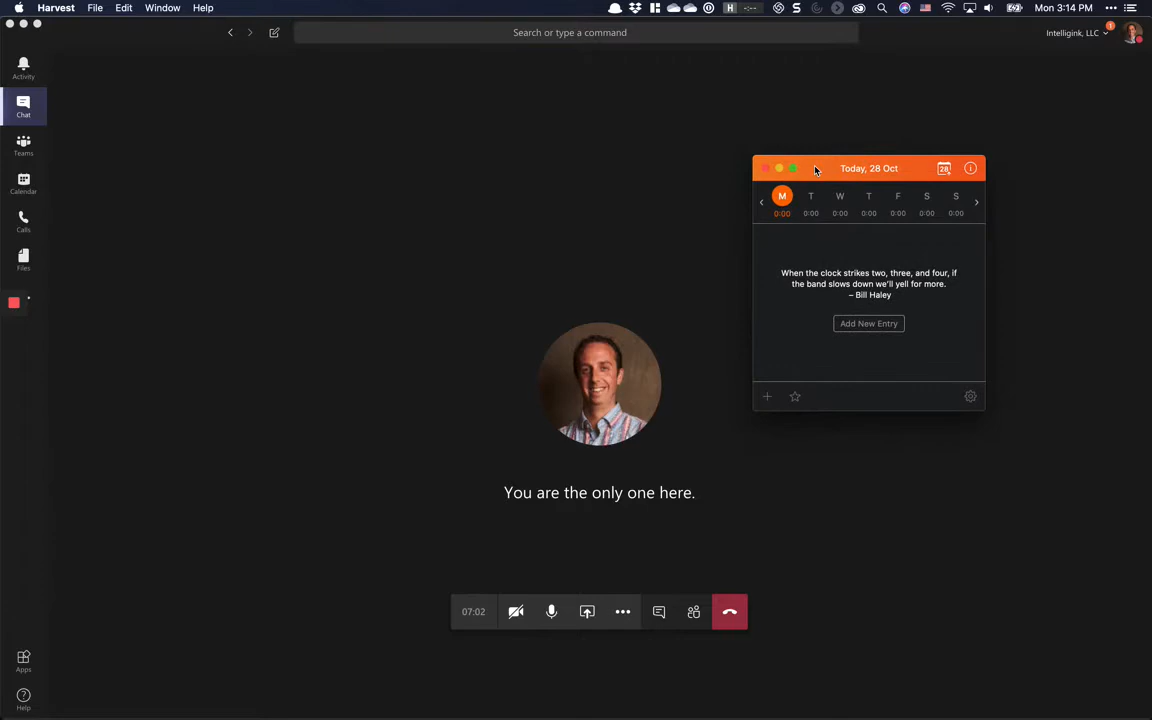 Harvest File Edit Window Help
H -:-- Mon 3:14 PM
Search or type a command
Intelligink, LLC
1
Activity
Chat
Teams
Calendar
Calls
Files
Today, 28 Oct 28
M T W T F S S
0:00 0:00 0:00 0:00 0:00 0:00 0:00
When the clock strikes two, three, and four, if
the band slows down we'll yell for more.
– Bill Haley
Add New Entry
You are the only one here.
07:02
Apps
Help